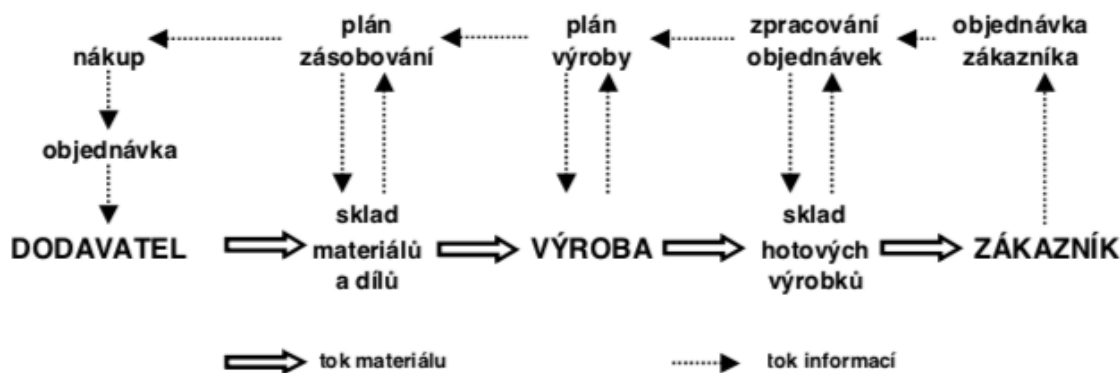 plán
zásobování
plán
výroby
zpracování
objednávek
objednávka
zákazníka
nákup
objednávka
DODAVATEL
sklad
materiálů
a dílů
VÝROBA
sklad
hotových
výrobků
ZÁKAZNÍK
tok materiálu
tok informací